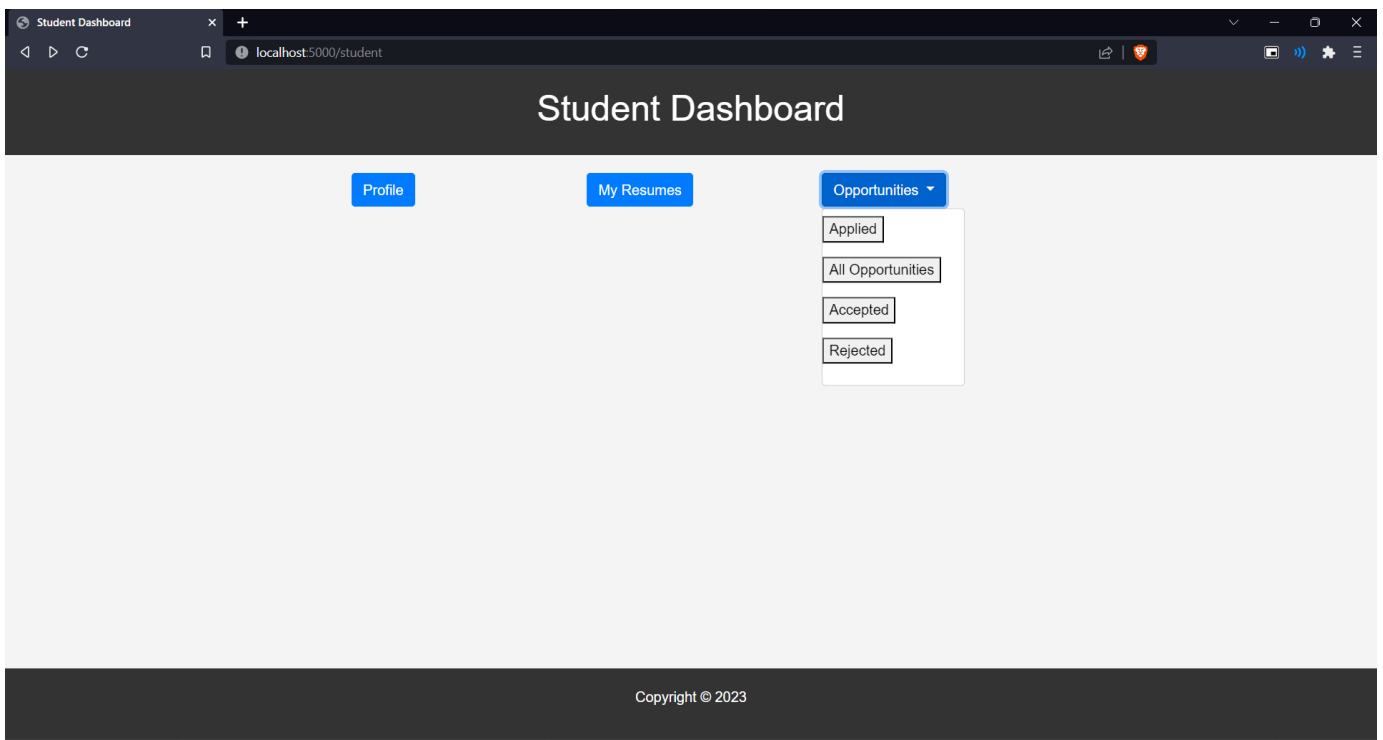 Student Dashboard
localhost:5000/student
Student Dashboard
Profile
My Resumes
Opportunities
Applied
All Opportunities
Accepted
Rejected
Copyright © 2023